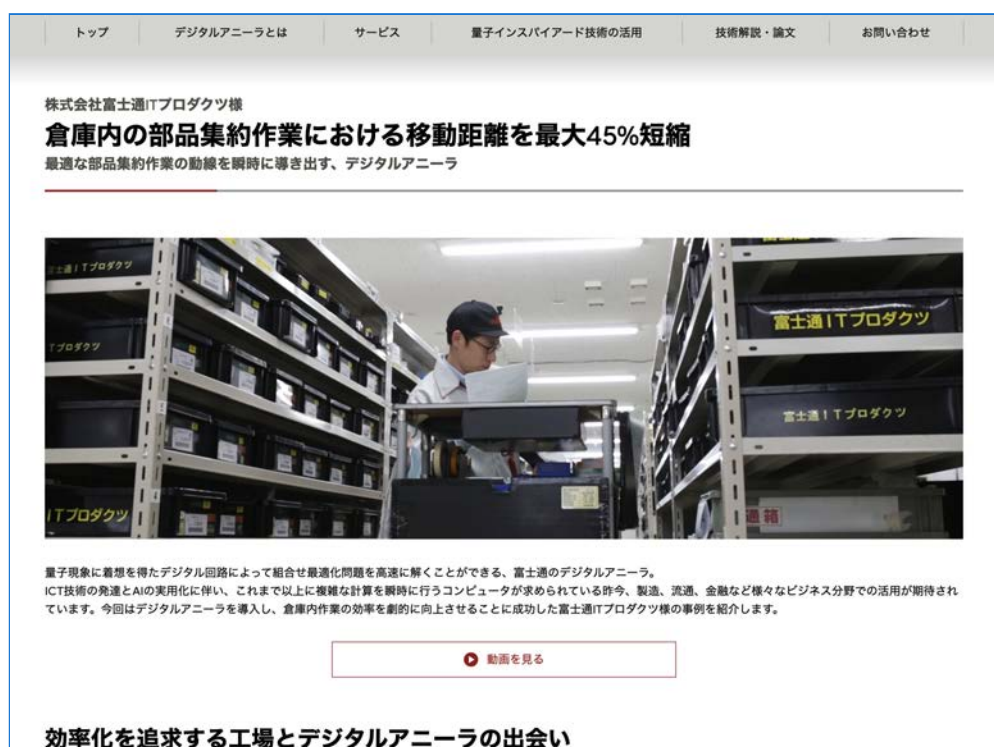 トップ
デジタルアニーラとは
サービス
量子インスパイアード技術の活用
技術解説・論文
お問い合わせ
株式会社富士通ITプロダクツ様
倉庫内の部品集約作業における移動距離を最大45%短縮
最適な部品集約作業の動線を瞬時に導き出す、デジタルアニーラ
富士通ITプロダクツ
Tプロダクツ
ITプロダクツ
富士通ITプロダクツ
富士通ITプロダクツ
通箱
量子現象に着想を得たデジタル回路によって組合せ最適化問題を高速に解くことができる、富士通のデジタルアニーラ。
ICT技術の発達とAIの実用化に伴い、これまで以上に複雑な計算を瞬時に行うコンピュータが求められている昨今、製造、流通、金融など様々なビジネス分野での活用が期待され
ています。今回はデジタルアニーラを導入し、倉庫内作業の効率を劇的に向上させることに成功した富士通ITプロダクツ様の事例を紹介します。
動画を見る
効率化を追求する工場とデジタルアニーラの出会い